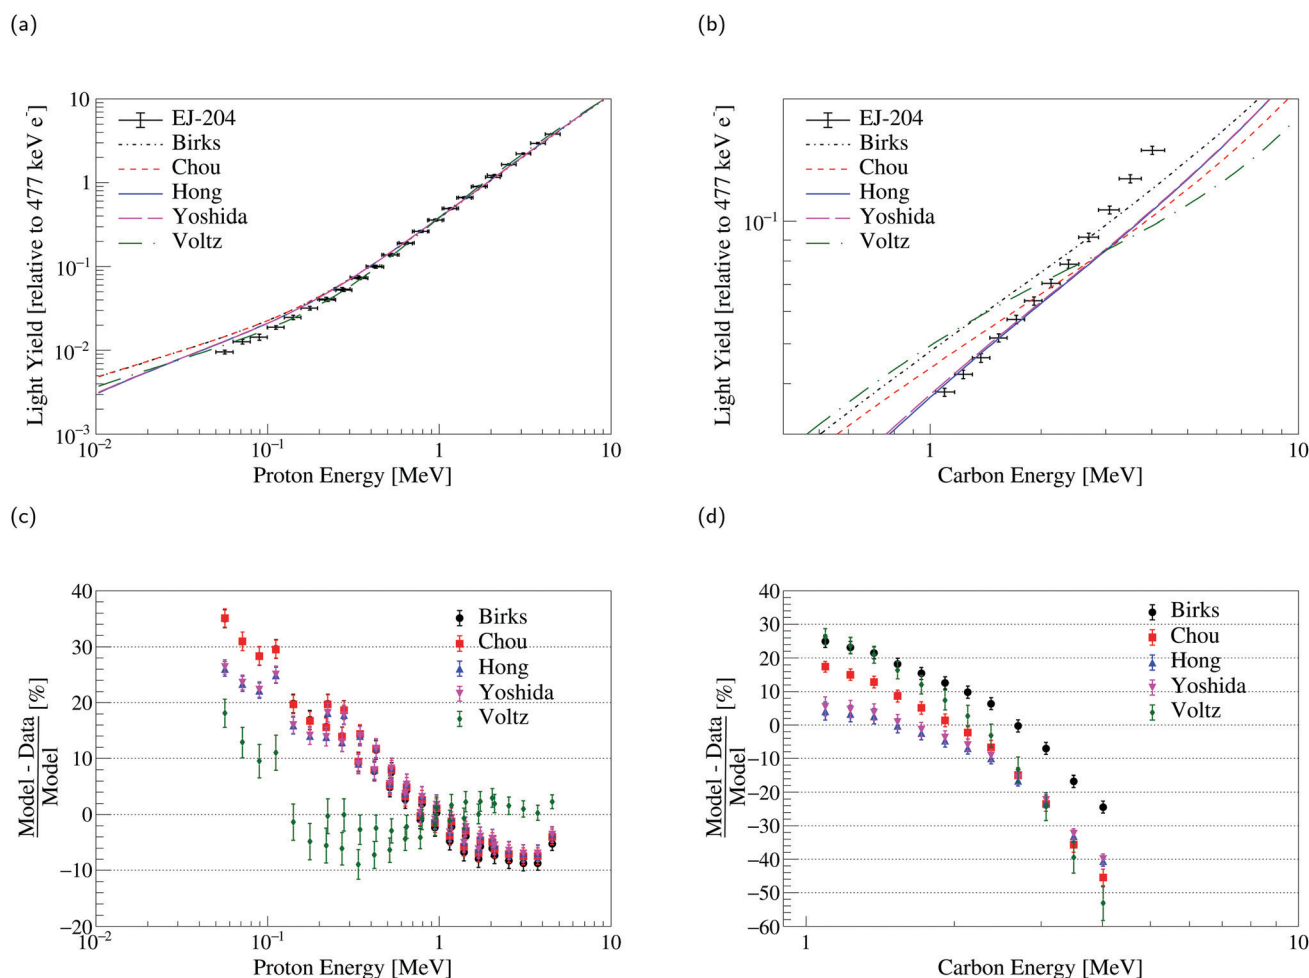 (a)
10
1
10⁻¹
10⁻²
10⁻³
Light Yield [relative to 477 keV e⁻]
EJ-204
Birks
Chou
Hong
Yoshida
Voltz
10⁻² 10⁻¹ 1 10
Proton Energy [MeV]
(b)
10⁻¹
Light Yield [relative to 477 keV e⁻]
EJ-204
Birks
Chou
Hong
Yoshida
Voltz
1 10
Carbon Energy [MeV]
(c)
40
30
20
10
0
−10
−20
Model - Data
Model
[%]
Birks
Chou
Hong
Yoshida
Voltz
10⁻² 10⁻¹ 1 10
Proton Energy [MeV]
(d)
40
30
20
10
0
−10
−20
−30
−40
−50
−60
Model - Data
Model
[%]
Birks
Chou
Hong
Yoshida
Voltz
1 10
Carbon Energy [MeV]